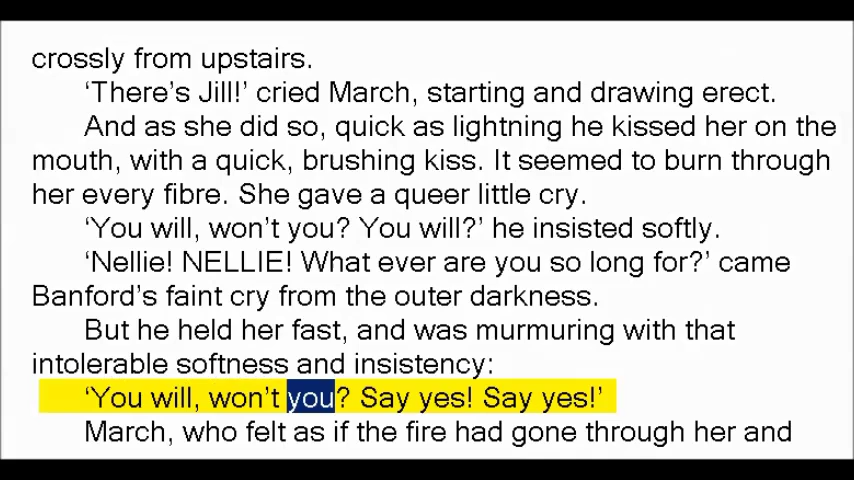 crossly from upstairs.
‘There’s Jill!’ cried March, starting and drawing erect.
And as she did so, quick as lightning he kissed her on the
mouth, with a quick, brushing kiss. It seemed to burn through
her every fibre. She gave a queer little cry.
‘You will, won’t you? You will?’ he insisted softly.
‘Nellie! NELLIE! What ever are you so long for?’ came
Banford’s faint cry from the outer darkness.
But he held her fast, and was murmuring with that
intolerable softness and insistency:
‘You will, won’t you? Say yes! Say yes!’
March, who felt as if the fire had gone through her and